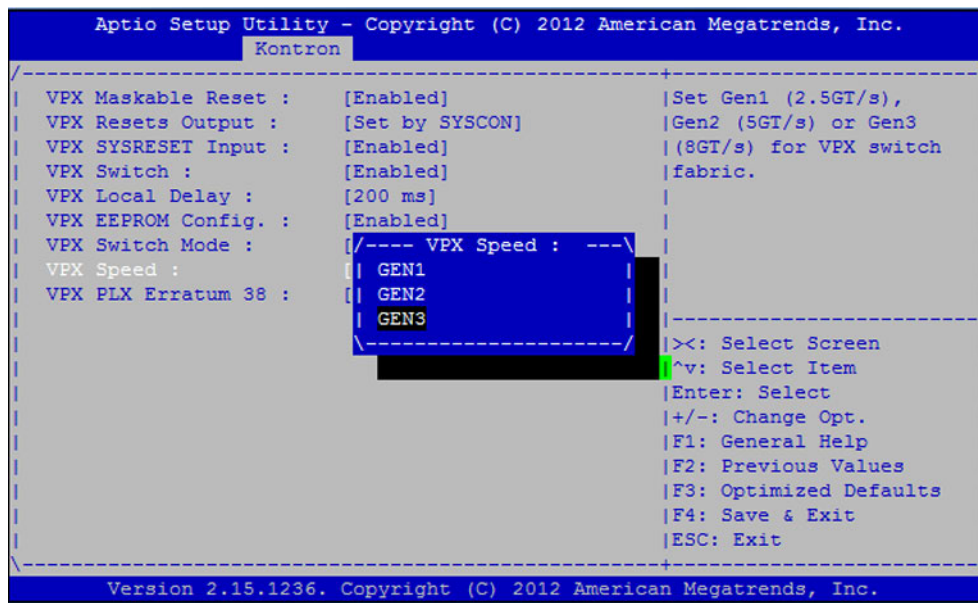 Aptio Setup Utility - Copyright (C) 2012 American Megatrends, Inc.
Kontron
VPX Maskable Reset : [Enabled] Set Gen1 (2.5GT/s),
VPX Resets Output : [Set by SYSCON] Gen2 (5GT/s) or Gen3
VPX SYSRESET Input : [Enabled] (8GT/s) for VPX switch
VPX Switch : [Enabled] fabric.
VPX Local Delay : [200 ms]
VPX EEPROM Config. : [Enabled]
VPX Switch Mode : [ VPX Speed :
VPX Speed : [ GEN1
VPX PLX Erratum 38 : [ GEN2
GEN3
><: Select Screen
^v: Select Item
Enter: Select
+/-: Change Opt.
F1: General Help
F2: Previous Values
F3: Optimized Defaults
F4: Save & Exit
ESC: Exit
Version 2.15.1236. Copyright (C) 2012 American Megatrends, Inc.